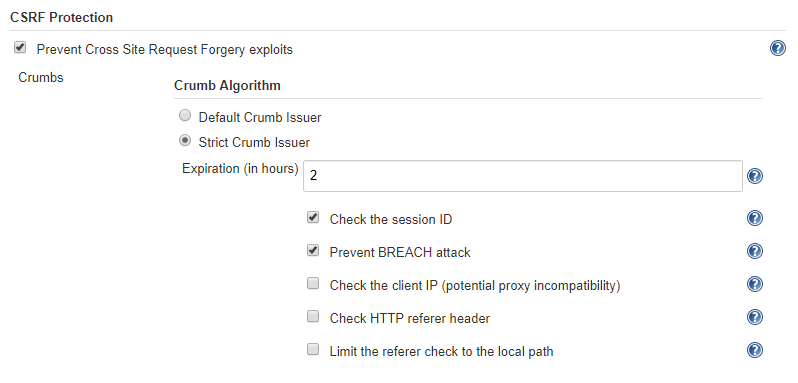 CSRF Protection
Prevent Cross Site Request Forgery exploits
Crumbs
Crumb Algorithm
Default Crumb Issuer
Strict Crumb Issuer
Expiration (in hours) 2
Check the session ID
Prevent BREACH attack
Check the client IP (potential proxy incompatibility)
Check HTTP referer header
Limit the referer check to the local path